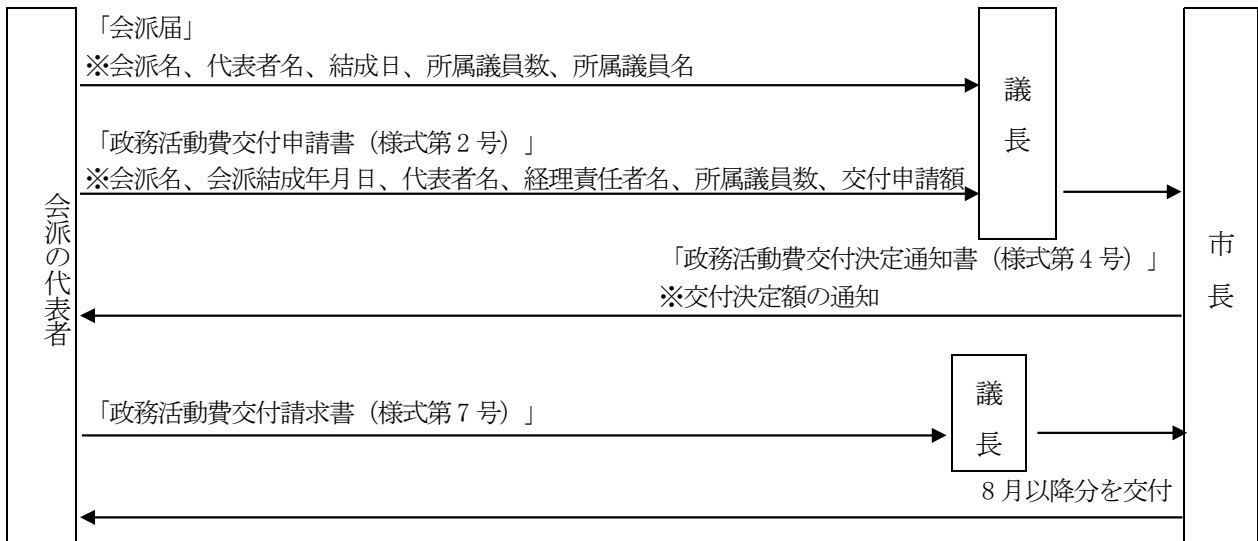 「会派届」
※会派名、代表者名、結成日、所属議員数、所属議員名
議長
「政務活動費交付申請書（様式第２号）」
※会派名、会派結成年月日、代表者名、経理責任者名、所属議員数、交付申請額
会派の代表者
市長
「政務活動費交付決定通知書（様式第４号）」
※交付決定額の通知
「政務活動費交付請求書（様式第７号）」
議長
８月以降分を交付